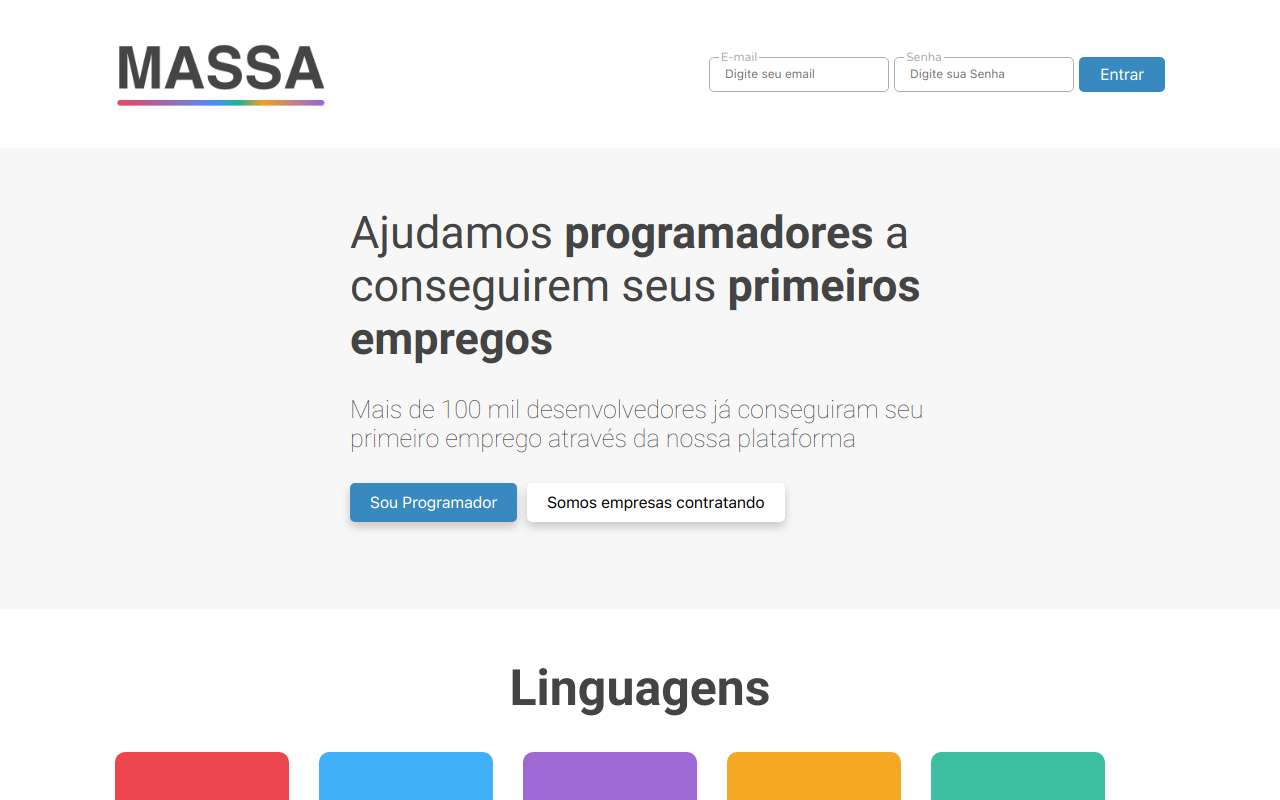 MASSA
E-mail
Digite seu email
Senha
Digite sua Senha
Entrar
Ajudamos programadores a
conseguirem seus primeiros
empregos
Mais de 100 mil desenvolvedores já conseguiram seu
primeiro emprego através da nossa plataforma
Sou Programador
Somos empresas contratando
Linguagens